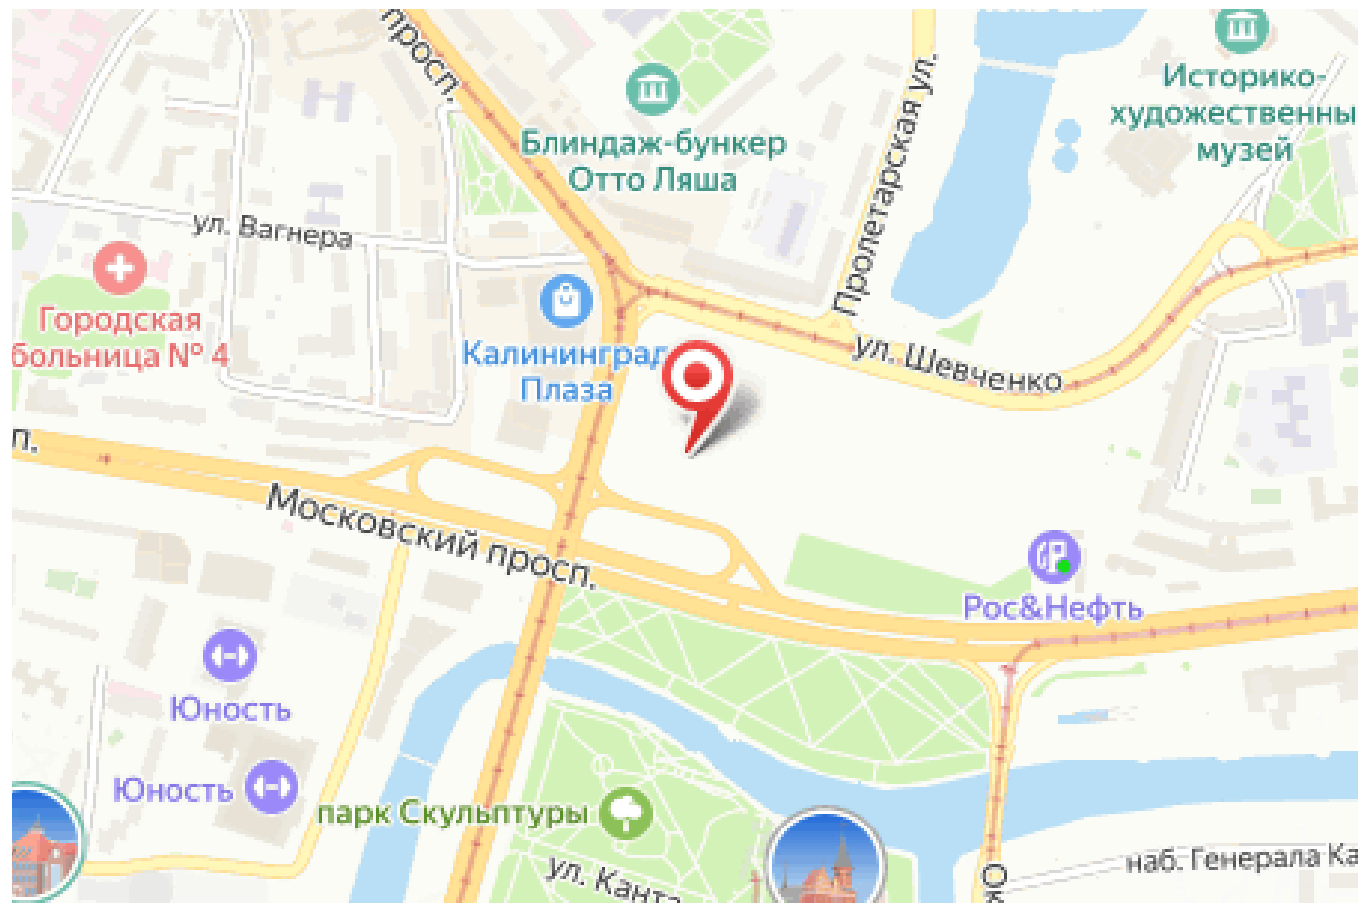 просп.
Историко-
художественны
музей
Блиндаж-бункер
Отто Ляша
Пролетарская ул.
ул. Вагнера
Городская
больница № 4
Калининград
Плаза
ул. Шевченко
п.
Московский просп.
Рос&Нефть
Юность
Юность
парк Скульптуры
ул. Канта
Ок
наб. Генерала Ка